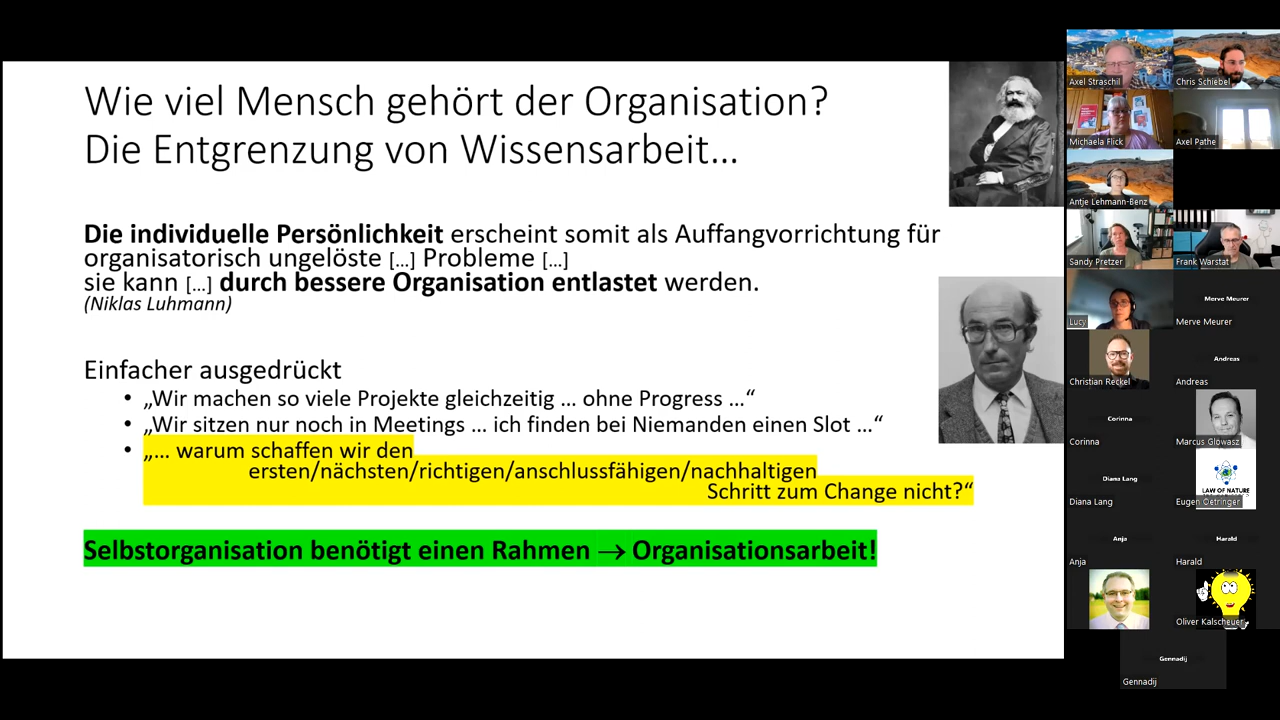 Wie viel Mensch gehört der Organisation?
Die Entgrenzung von Wissensarbeit...
Die individuelle Persönlichkeit erscheint somit als Auffangvorrichtung für
organisatorisch ungelöste [...] Probleme [...]
sie kann [...] durch bessere Organisation entlastet werden.
(Niklas Luhmann)
Einfacher ausgedrückt
• „Wir machen so viele Projekte gleichzeitig ... ohne Progress ...“
• „Wir sitzen nur noch in Meetings ... ich finden bei Niemanden einen Slot ...“
• „... warum schaffen wir den
ersten/nächsten/richtigen/anschlussfähigen/nachhaltigen
Schritt zum Change nicht?“
Selbstorganisation benötigt einen Rahmen → Organisationsarbeit!
Axel Straschil
Chris Schiebel
Michaela Flick
Axel Pathe
Antje Lehmann-Benz
Sandy Pretzer
Frank Warstat
Lucy
Merve Meurer
Merve Meurer
Christian Reckel
Andreas
Andreas
Corinna
Corinna
Marcus Glowasz
Diana Lang
Diana Lang
LAW OF NATURE
Eugen Oetringer
Anja
Anja
Harald
Harald
Oliver Kalscheuer
Gennadij
Gennadij